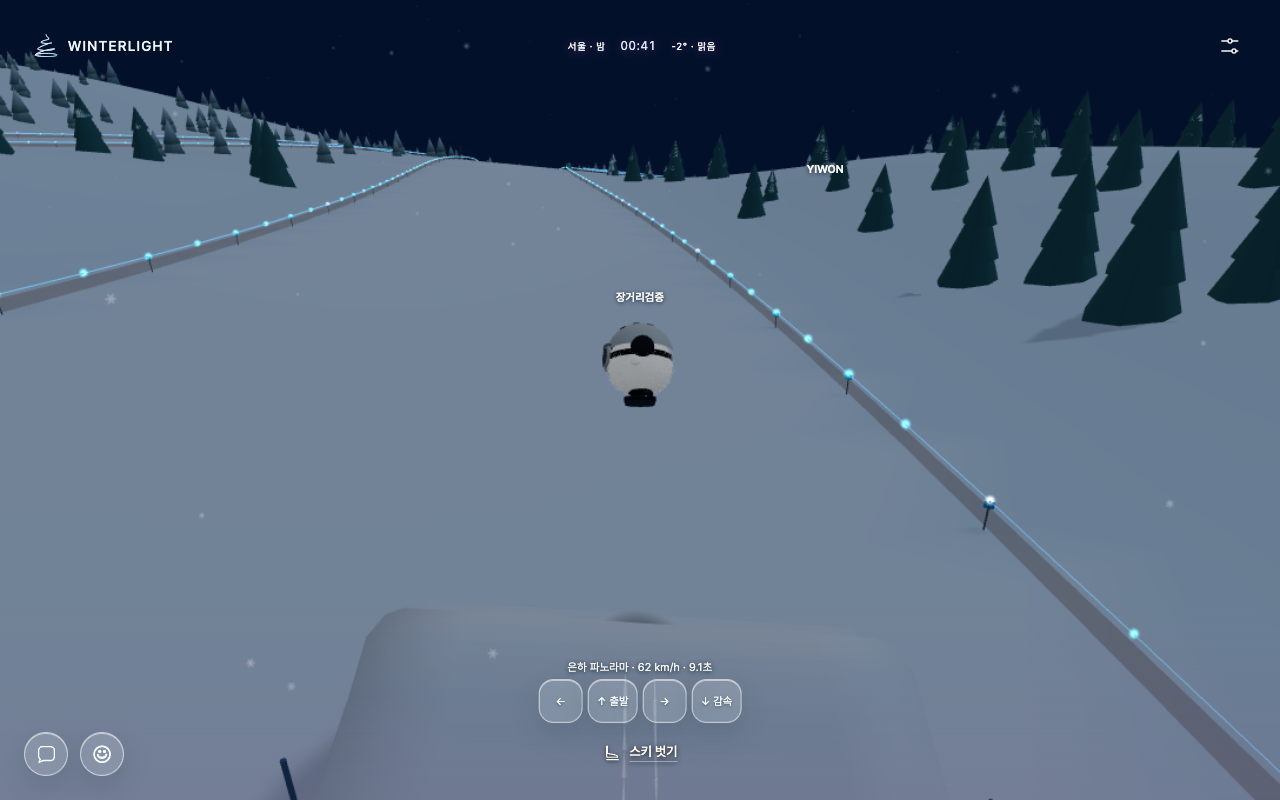 WINTERLIGHT
서울 · 밤 00:41 -2° · 맑음
YIWON
장거리검증
은하 파노라마 · 62 km/h · 9.1초
← ↑ 출발 → ↓ 감속
스키 벗기